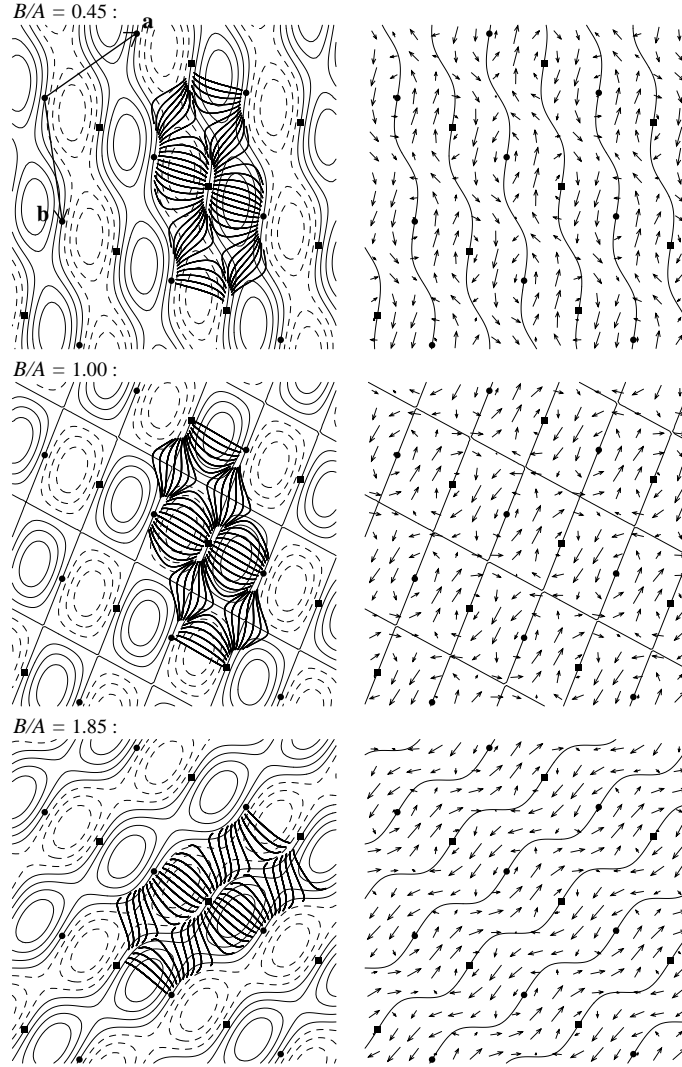 B/A = 0.45 :
a
b
B/A = 1.00 :
B/A = 1.85 :